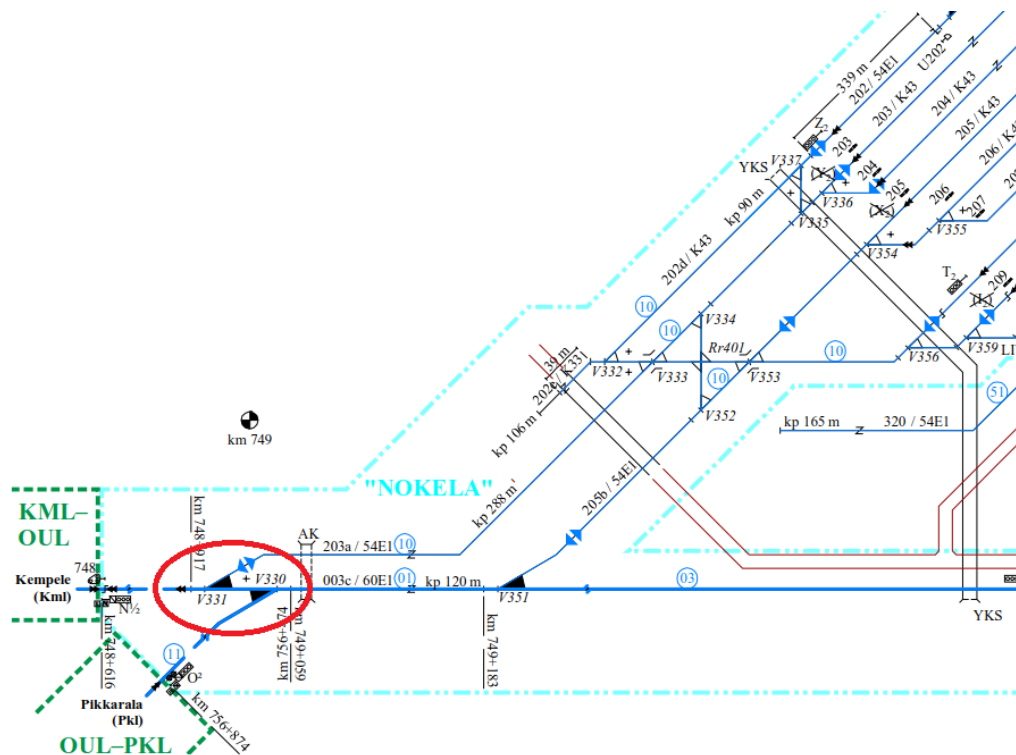 339 m
202 / 54E1
U202
203 / K43
204 / K43
205 / K43
206 / K43
Z₂
203
V337
204
YKS
V336
205
206
207
V335
V355
V354
kp 90 m
202d / K43
T₂
209
10
V334
10
10
Rr401
V356
V359
39 m
V332
V333
10
V353
51
202c / K331
km 749
V352
kp 165 m
320 / 54E1
kp 106 m
"NOKELA"
205b / 54E1
kp 288 m
KML–
OUL
km 748+917
AK
203a / 54E1
10
748
Kempele
(Kml)
V331
+ V330
003c / 60E1
01
kp 120 m
V351
03
N½
km 748+616
km 756+974
km 749+059
km 749+183
YKS
11
O²
Pikkarala
(Pkl)
km 756+874
OUL–PKL